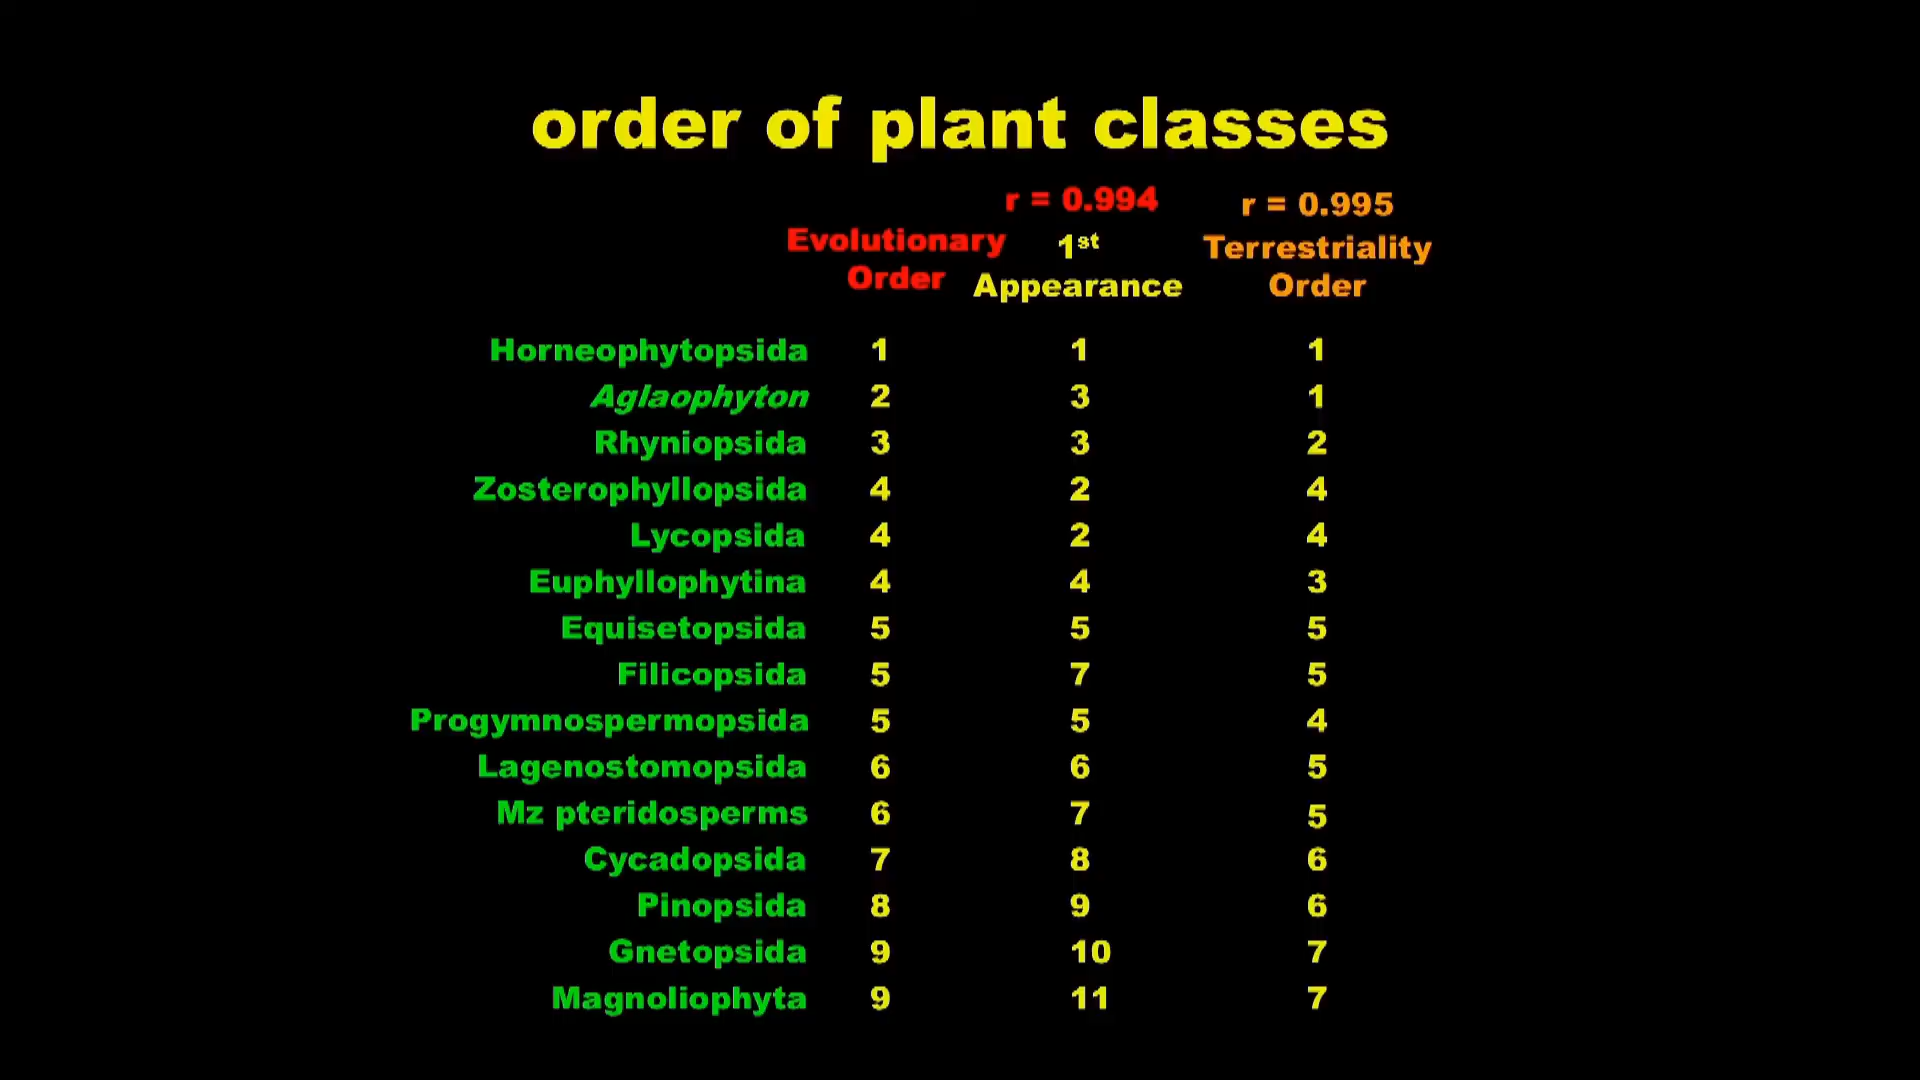 order of plant classes
r = 0.994 r = 0.995
Evolutionary Order 1st Appearance Terrestriality Order
Horneophytopsida 1 1 1
Aglaophyton 2 3 1
Rhyniopsida 3 3 2
Zosterophyllopsida 4 2 4
Lycopsida 4 2 4
Euphyllophytina 4 4 3
Equisetopsida 5 5 5
Filicopsida 5 7 5
Progymnospermopsida 5 5 4
Lagenostomopsida 6 6 5
Mz pteridosperms 6 7 5
Cycadopsida 7 8 6
Pinopsida 8 9 6
Gnetopsida 9 10 7
Magnoliophyta 9 11 7